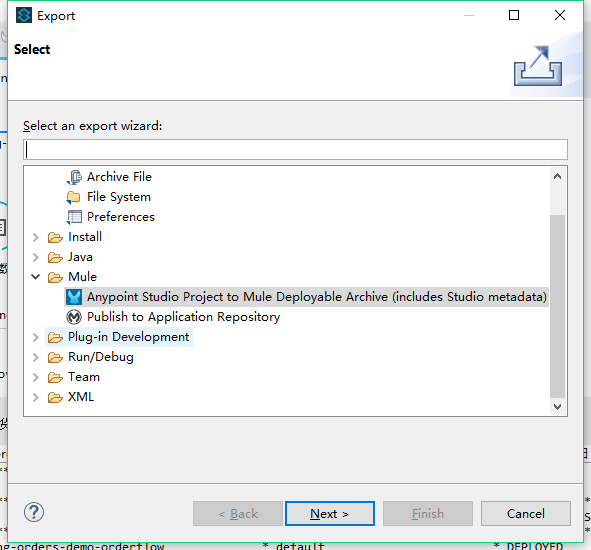 Export
Select
Select an export wizard:
Archive File
File System
Preferences
Install
Java
Mule
Anypoint Studio Project to Mule Deployable Archive (includes Studio metadata)
Publish to Application Repository
Plug-in Development
Run/Debug
Team
XML
< Back
Next >
Finish
Cancel
g-orders-demo-orderflow * default * DEPLOYED